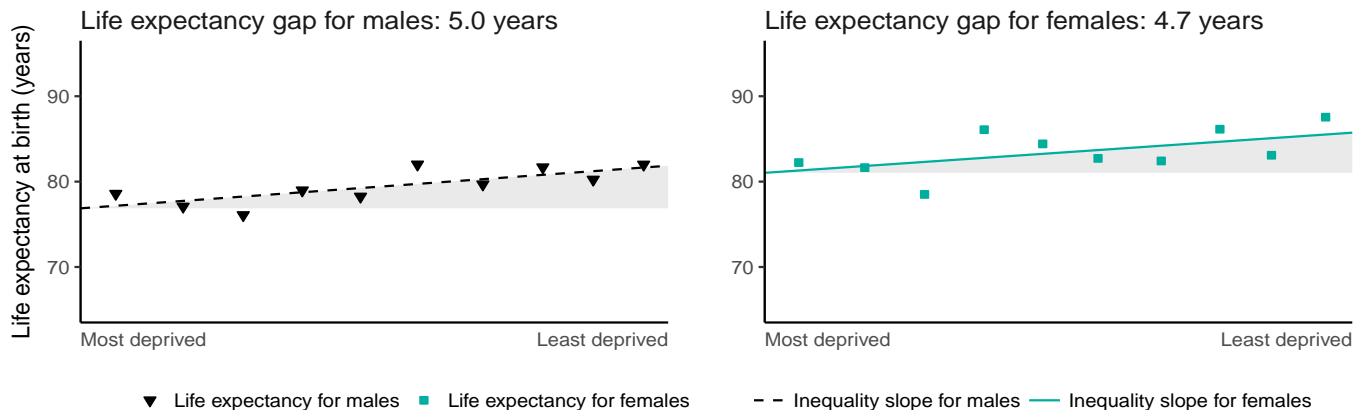 Life expectancy gap for males: 5.0 years
Life expectancy gap for females: 4.7 years
Life expectancy at birth (years)
90
80
70
90
80
70
Most deprived
Least deprived
Most deprived
Least deprived
Life expectancy for males
Life expectancy for females
Inequality slope for males
Inequality slope for females